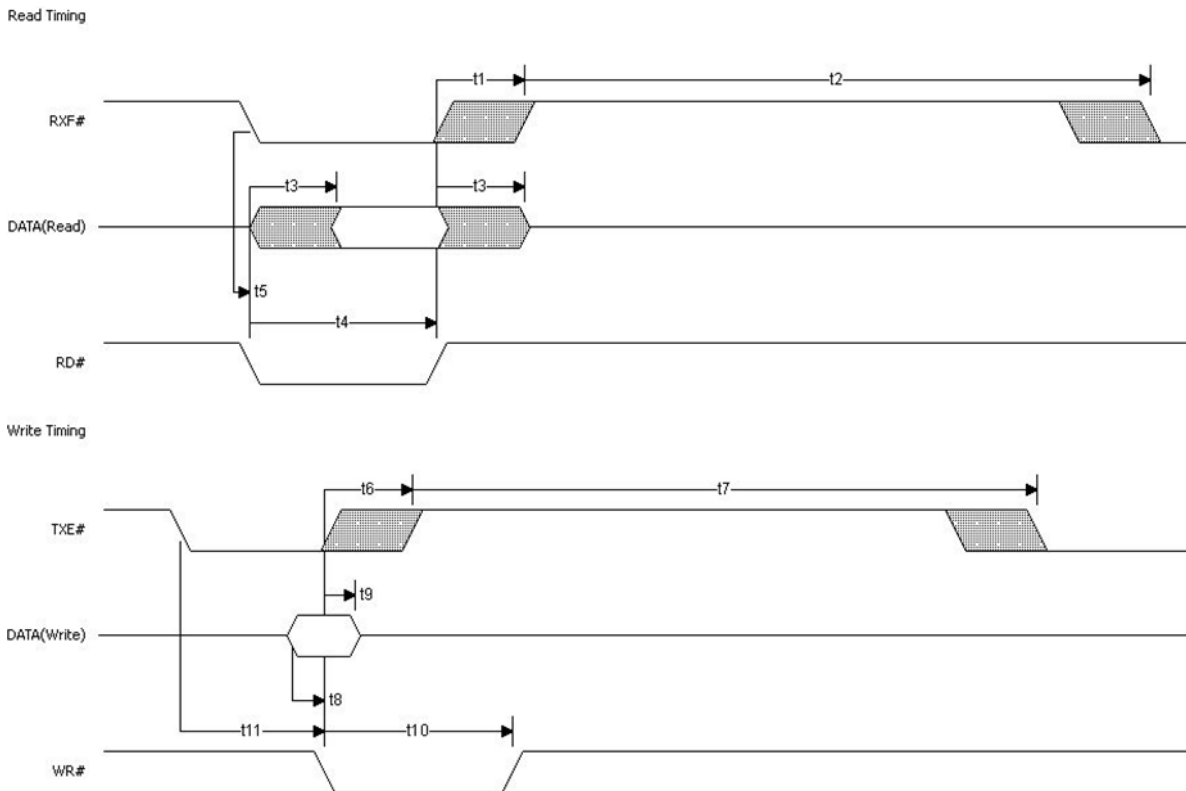 Read Timing
t1
t2
RXF#
t3
t3
DATA(Read)
t5
t4
RD#
Write Timing
t6
t7
TXE#
t9
DATA(Write)
t8
t11
t10
WR#